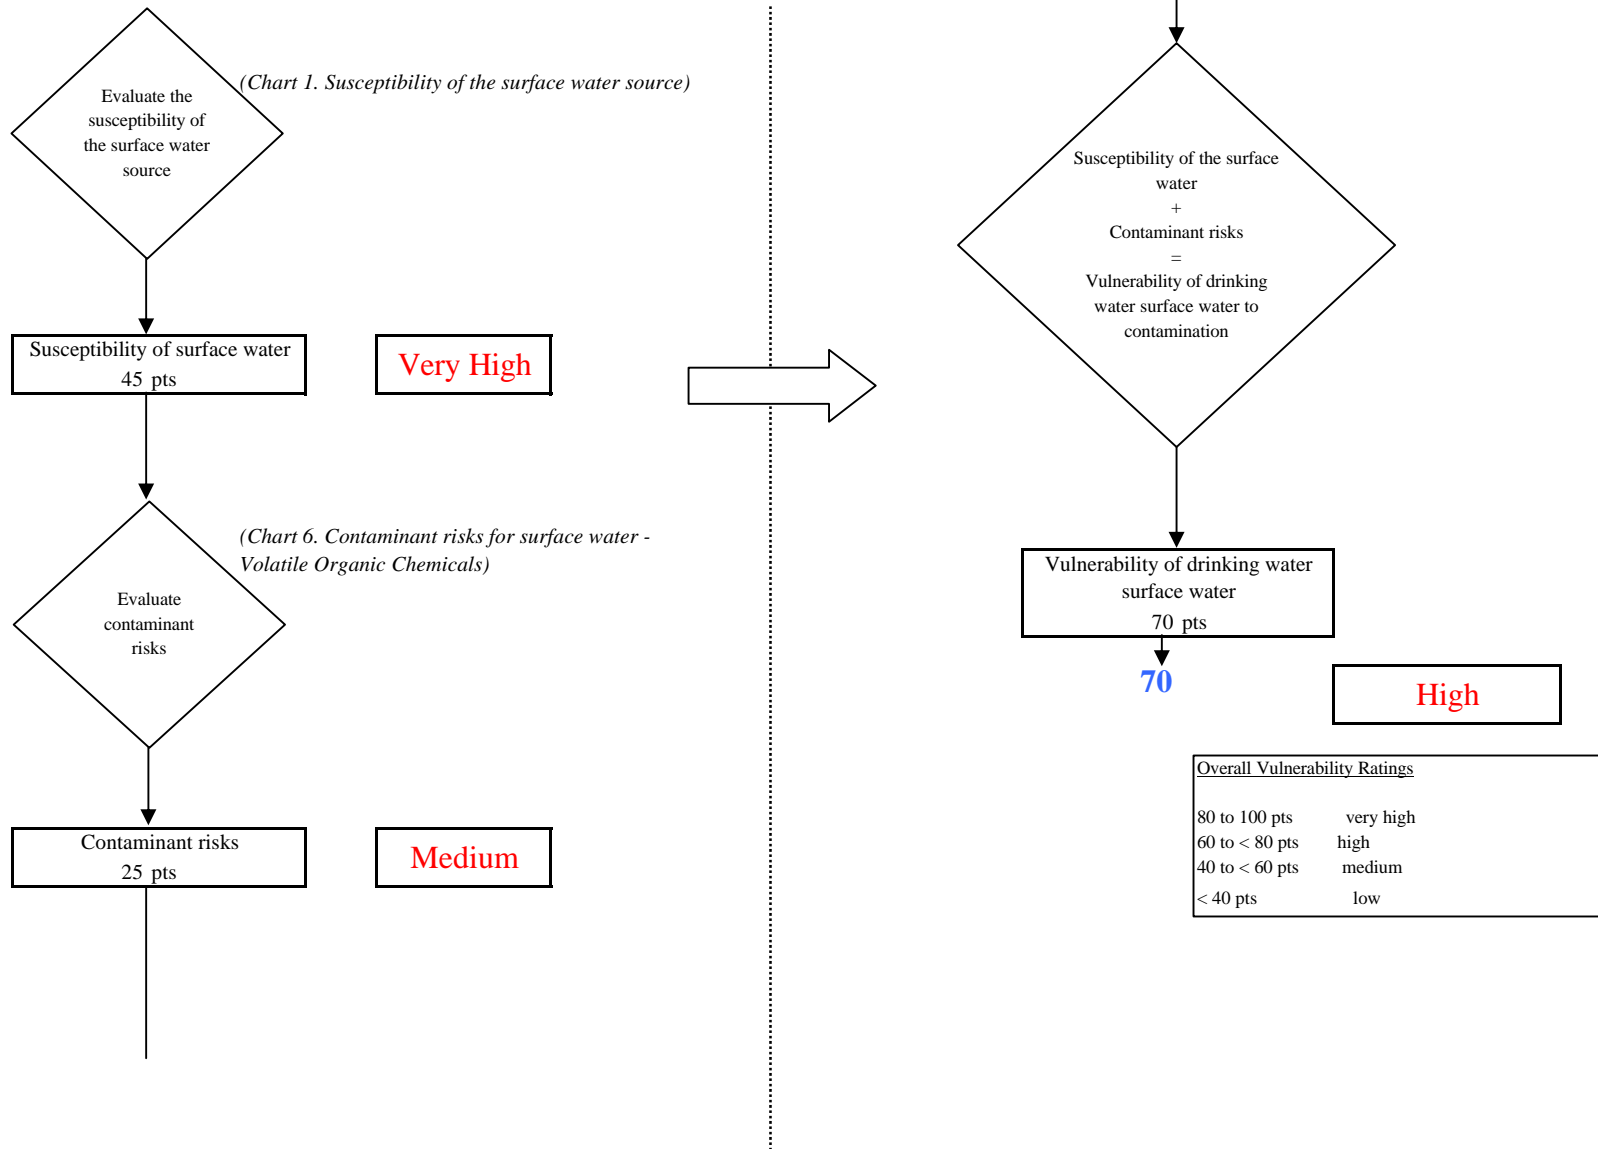 Evaluate the
susceptibility of
the surface water
source
(Chart 1. Susceptibility of the surface water source)
Susceptibility of surface water
45 pts
Very High
(Chart 6. Contaminant risks for surface water -
Volatile Organic Chemicals)
Evaluate
contaminant
risks
Contaminant risks
25 pts
Medium
Susceptibility of the surface
water
+
Contaminant risks
=
Vulnerability of drinking
water surface water to
contamination
Vulnerability of drinking water
surface water
70 pts
70
High
Overall Vulnerability Ratings
80 to 100 pts very high
60 to < 80 pts high
40 to < 60 pts medium
< 40 pts low